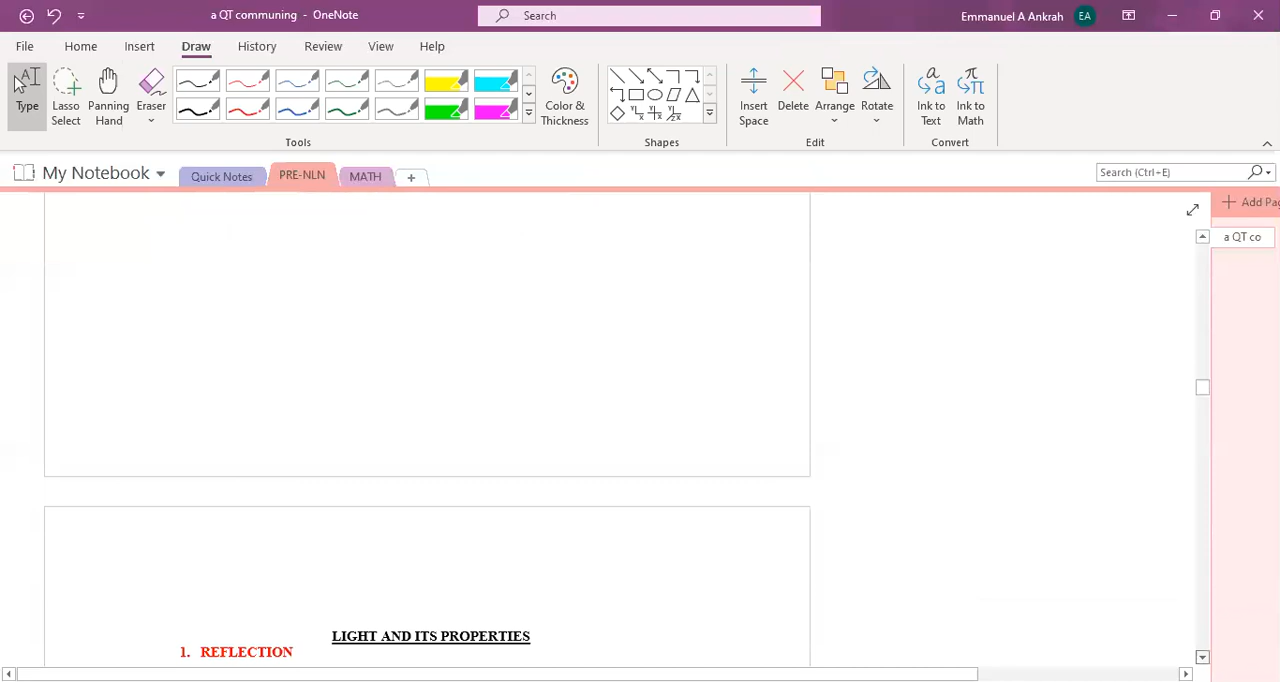 a QT communing - OneNote
Search
Emmanuel A Ankrah
EA
File Home Insert Draw History Review View Help
Type
Lasso Select
Panning Hand
Eraser
Color & Thickness
Insert Space
Delete
Arrange
Rotate
Ink to Text
Ink to Math
Tools
Shapes
Edit
Convert
My Notebook
Quick Notes
PRE-NLN
MATH
+
Search (Ctrl+E)
Add Pag
a QT co
LIGHT AND ITS PROPERTIES
1. REFLECTION